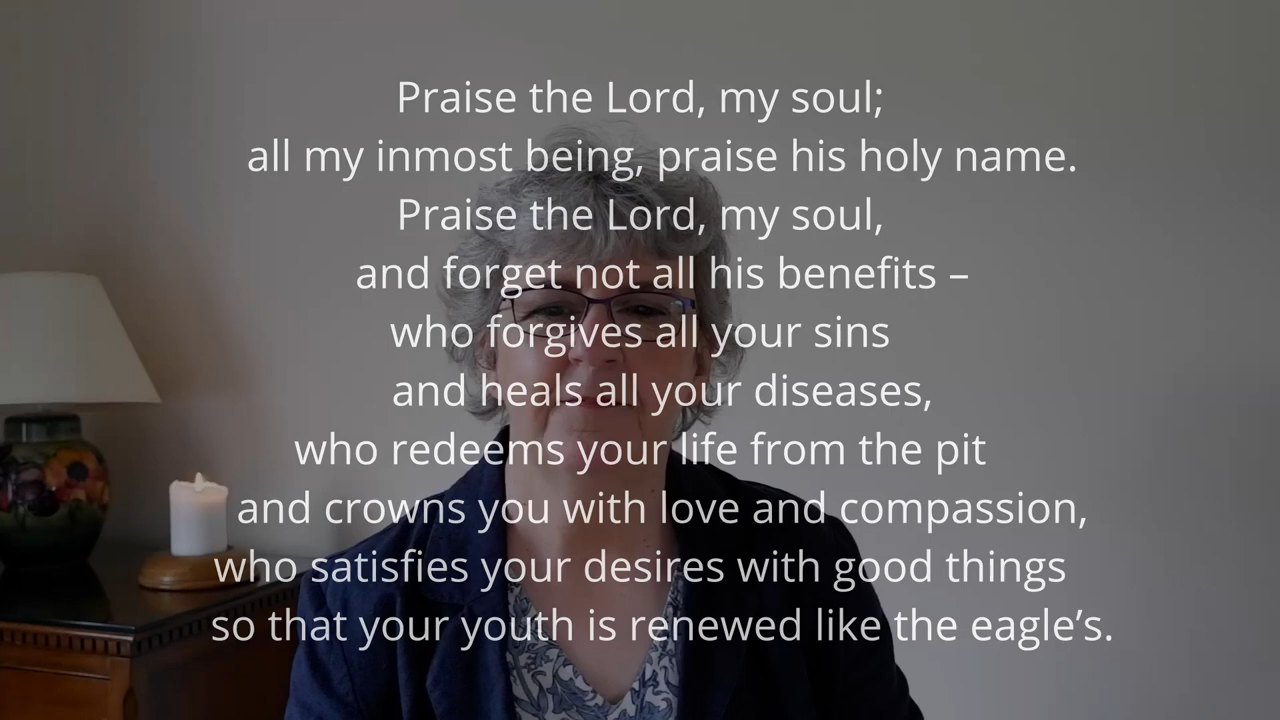 Praise the Lord, my soul;
all my inmost being, praise his holy name.
Praise the Lord, my soul,
and forget not all his benefits –
who forgives all your sins
and heals all your diseases,
who redeems your life from the pit
and crowns you with love and compassion,
who satisfies your desires with good things
so that your youth is renewed like the eagle’s.